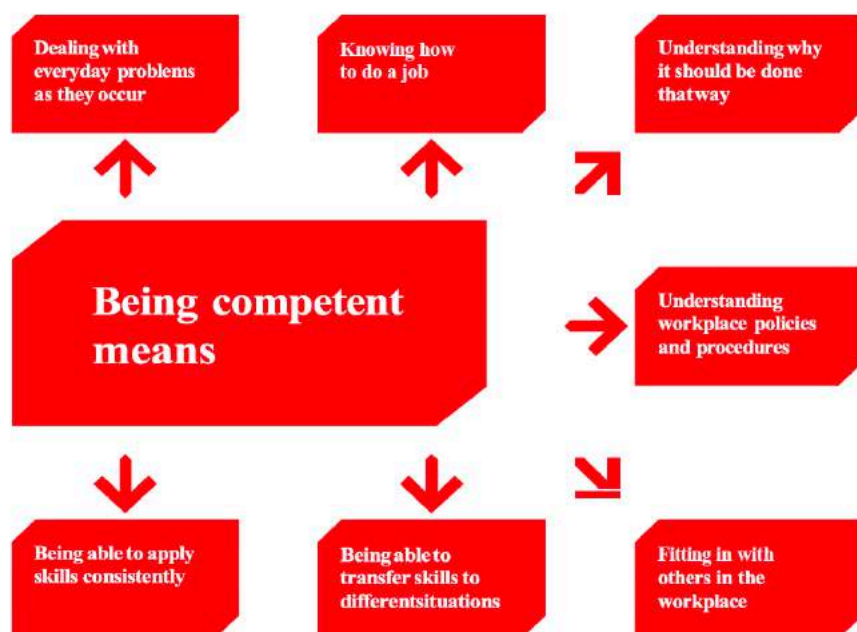 Dealing with
everyday problems
as they occur
Knowing how
to do a job
Understanding why
it should be done
thatway
Being competent
means
Understanding
workplace policies
and procedures
Being able to apply
skills consistently
Being able to
transfer skills to
differentsituations
Fitting in with
others in the
workplace